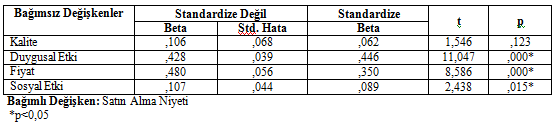 Bağımsız Değişkenler Standardize Değil Standardize t p
Beta Std. Hata Beta
Kalite ,106 ,068 ,062 1,546 ,123
Duygusal Etki ,428 ,039 ,446 11,047 ,000*
Fiyat ,480 ,056 ,350 8,586 ,000*
Sosyal Etki ,107 ,044 ,089 2,438 ,015*
Bağımlı Değişken: Satın Alma Niyeti
*p<0,05